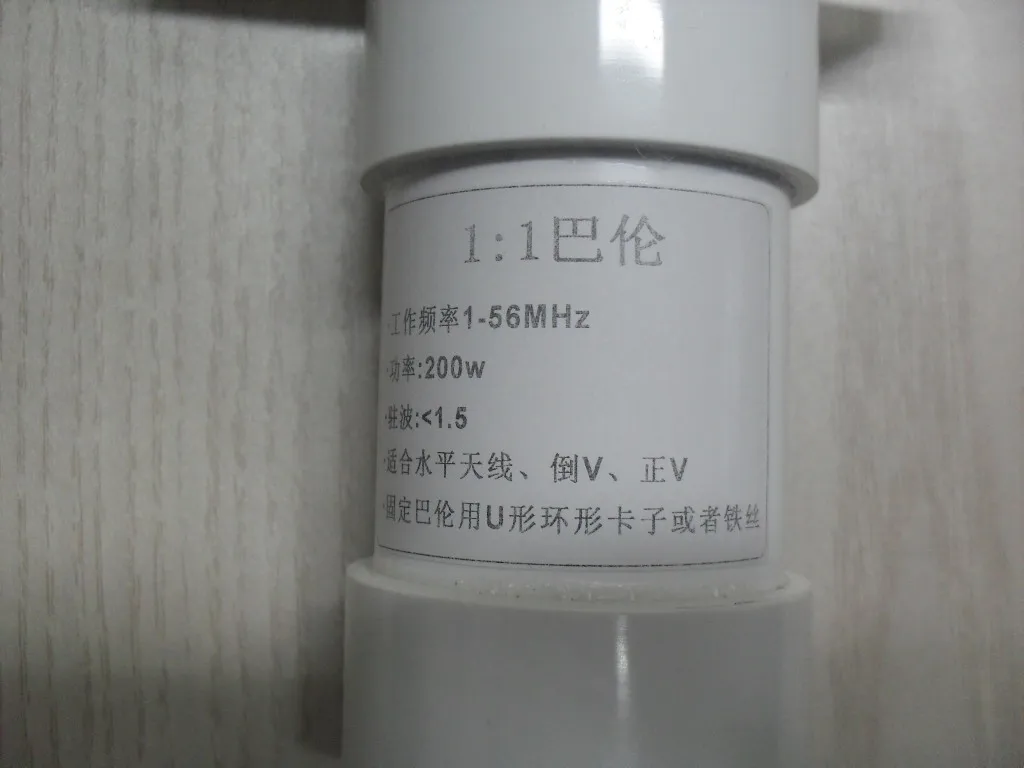 1:1巴伦
·工作频率1-56MHz
·功率:200w
·驻波:<1.5
·适合水平天线、倒V、正V
·固定巴伦用U形环形卡子或者铁丝